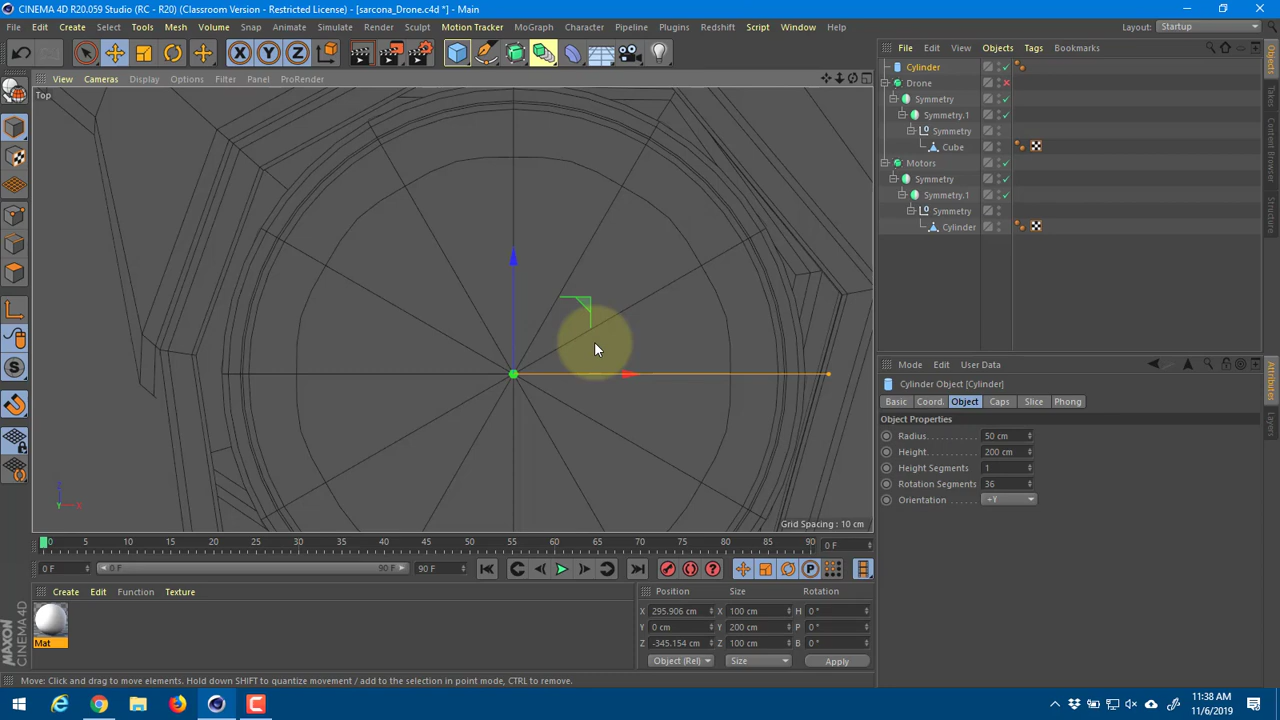 CINEMA 4D R20.059 Studio (RC - R20) (Classroom Version - Restricted License) - [sarcona_Drone.c4d *] - Main
File Edit Create Select Tools Mesh Volume Snap Animate Simulate Render Sculpt Motion Tracker MoGraph Character Pipeline Plugins Redshift Script Window Help
Layout: Startup
X Y Z
File Edit View Objects Tags Bookmarks
View Cameras Display Options Filter Panel ProRender
Top
Cylinder
Drone
Symmetry
Symmetry.1
Symmetry
Cube
Motors
Symmetry
Symmetry.1
Symmetry
Cylinder
Objects
Takes
Content Browser
Structure
Mode Edit User Data
Cylinder Object [Cylinder]
Basic Coord. Object Caps Slice Phong
Object Properties
Radius 50 cm
Height 200 cm
Height Segments 1
Rotation Segments 36
Orientation +Y
Attributes
Layers
Z
Y X
Grid Spacing : 10 cm
0 5 10 15 20 25 30 35 40 45 50 55 60 65 70 75 80 85 90 0 F
0 F 0 F 90 F 90 F
Create Edit Function Texture
Mat
Position Size Rotation
X 295.906 cm X 100 cm H 0 °
Y 0 cm Y 200 cm P 0 °
Z -345.154 cm Z 100 cm B 0 °
Object (Rel) Size Apply
MAXON
CINEMA4D
Move: Click and drag to move elements. Hold down SHIFT to quantize movement / add to the selection in point mode, CTRL to remove.
11:38 AM
11/6/2019